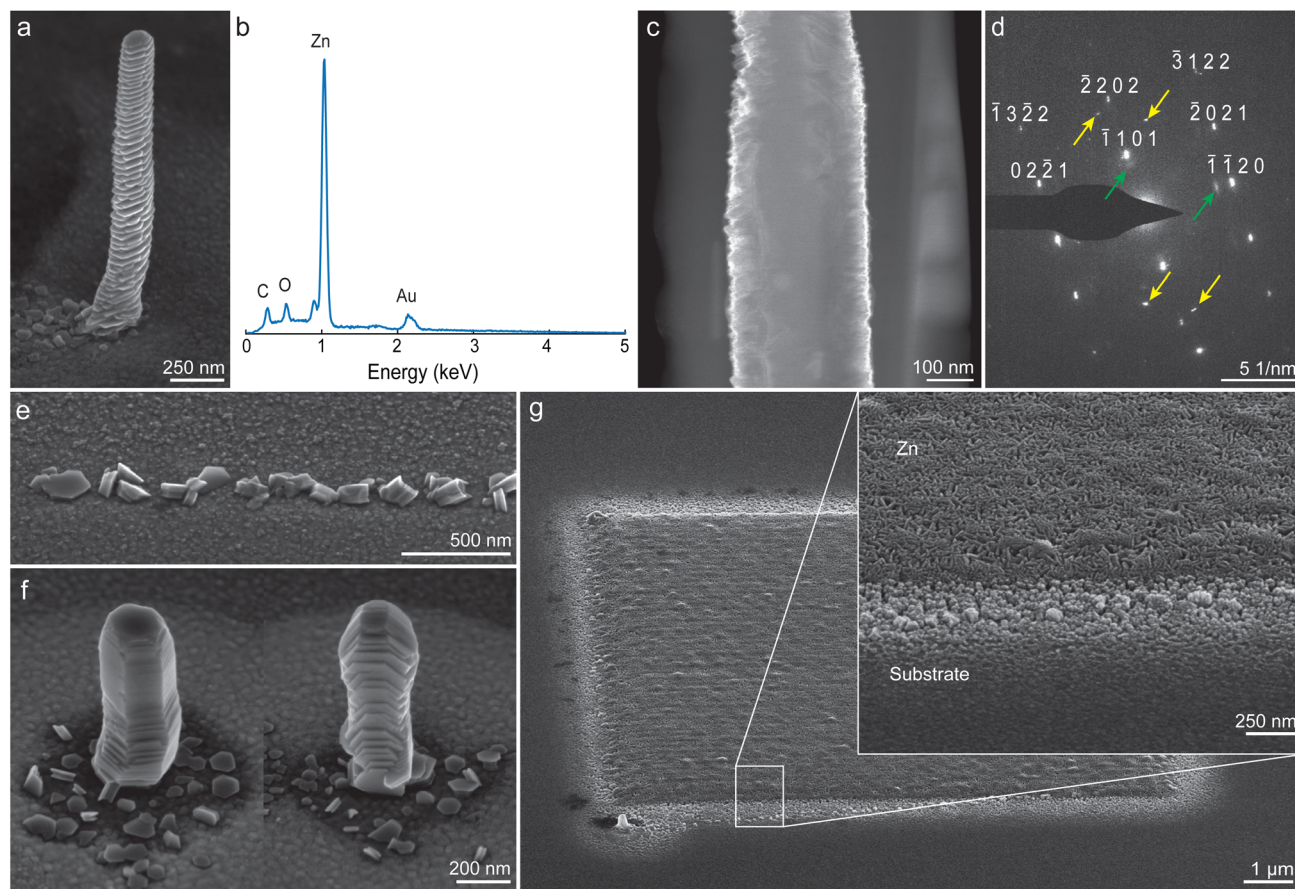 a
250 nm
b
Zn
C
O
Au
0
1
2
3
4
5
Energy (keV)
c
100 nm
d
3̅ 1 2 2
2̅ 2 0 2
1̅ 3 2̅ 2
2̅ 0 2 1
1̅ 1 0 1
0 2 2̅ 1
1̅ 1̅ 2 0
5 1/nm
e
500 nm
f
200 nm
g
Zn
Substrate
250 nm
1 µm